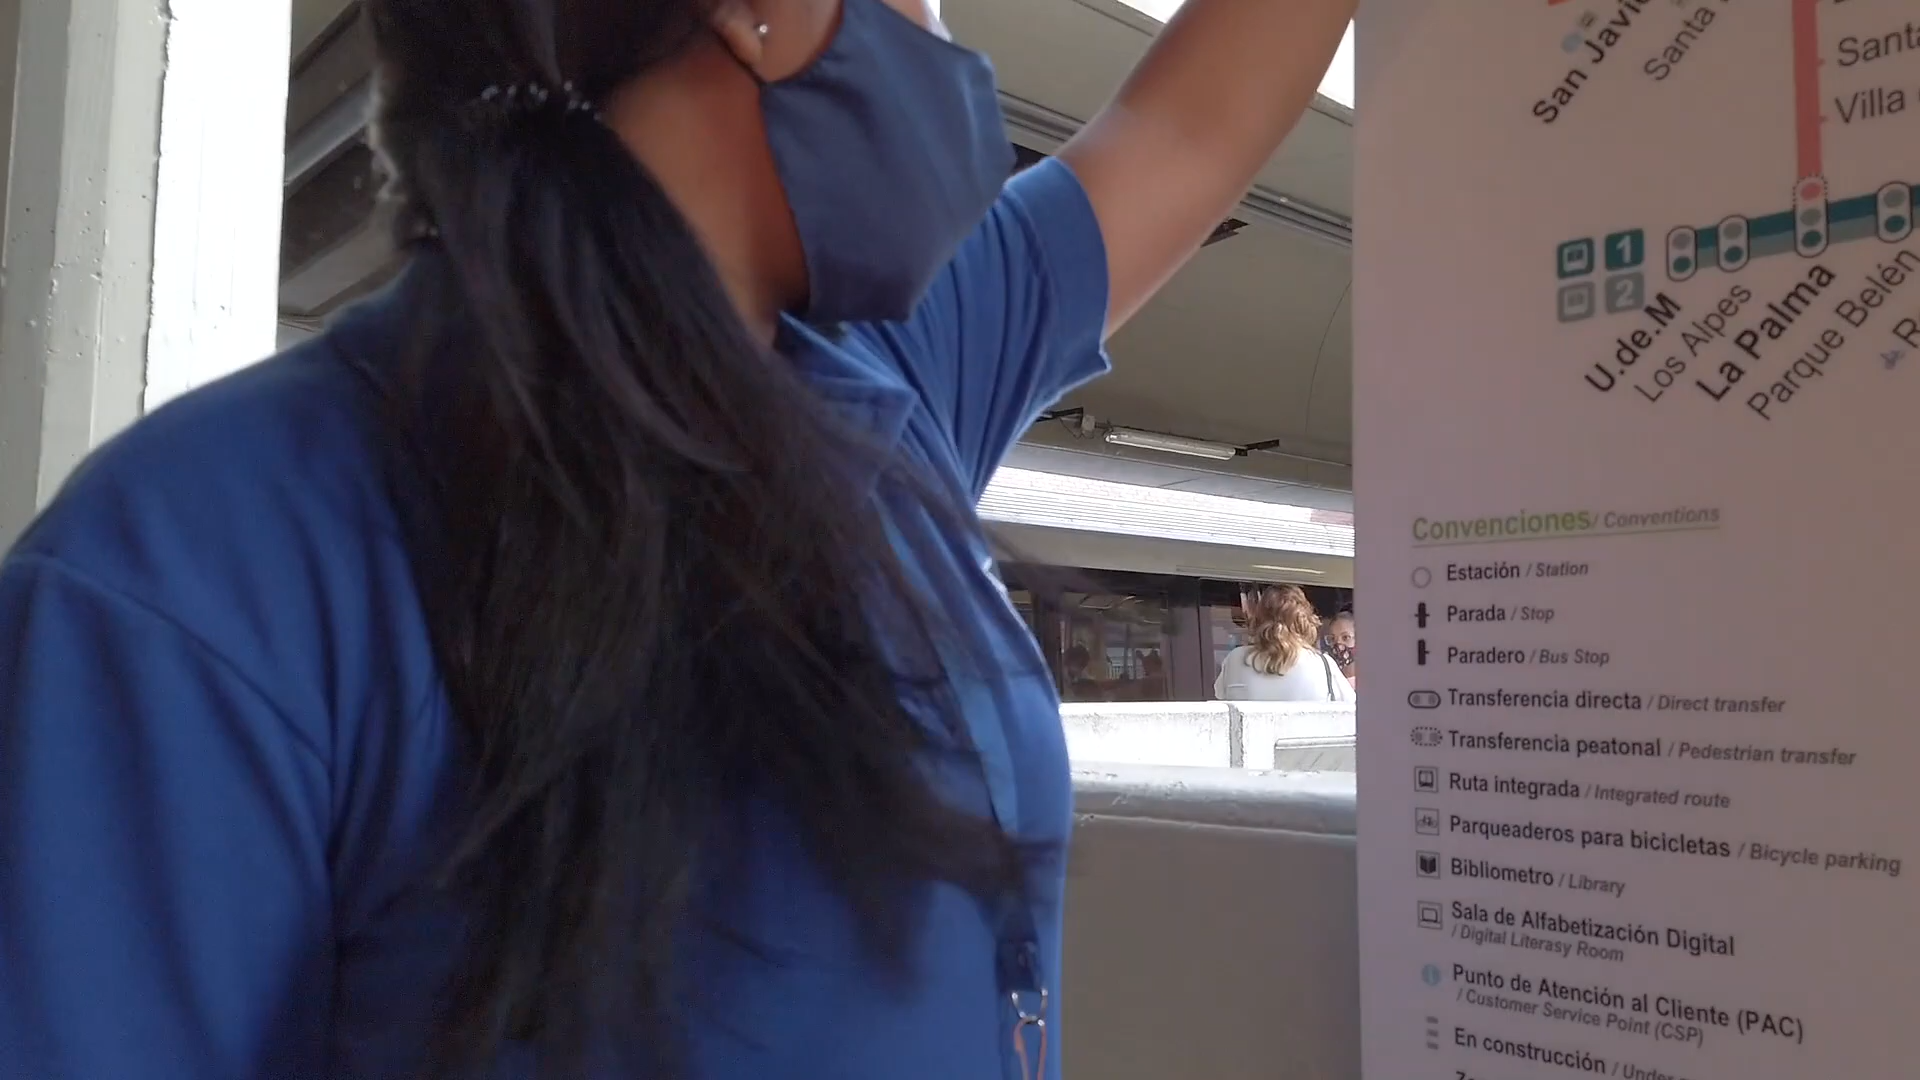 San Javie
Santa
Santa
Villa
1
2
U.de.M
Los Alpes
La Palma
Parque Belén
R
Convenciones / Conventions
Estación / Station
Parada / Stop
Paradero / Bus Stop
Transferencia directa / Direct transfer
Transferencia peatonal / Pedestrian transfer
Ruta integrada / Integrated route
Parqueaderos para bicicletas / Bicycle parking
Bibliometro / Library
Sala de Alfabetización Digital
/ Digital Literasy Room
Punto de Atención al Cliente (PAC)
/ Customer Service Point (CSP)
En construcción / Under